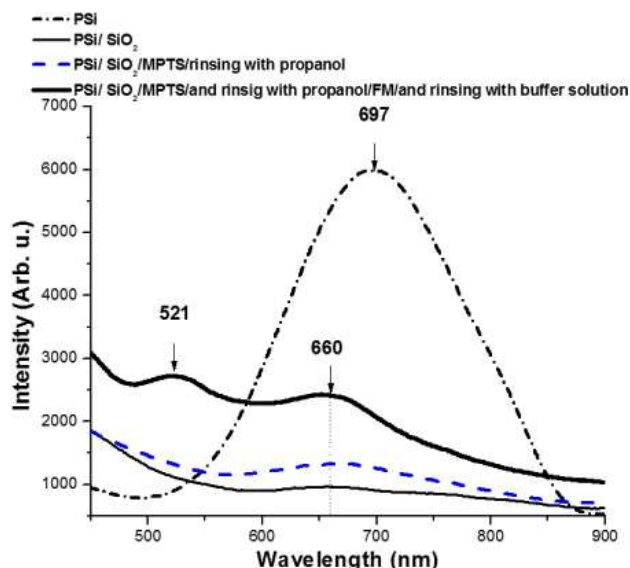 PSi
PSi/ SiO₂
PSi/ SiO₂/MPTS/rinsing with propanol
PSi/ SiO₂/MPTS/and rinsig with propanol/FM/and rinsing with buffer solution
7000
697
6000
5000
Intensity (Arb. u.)
4000
521
3000
660
2000
1000
500
600
700
800
900
Wavelength (nm)